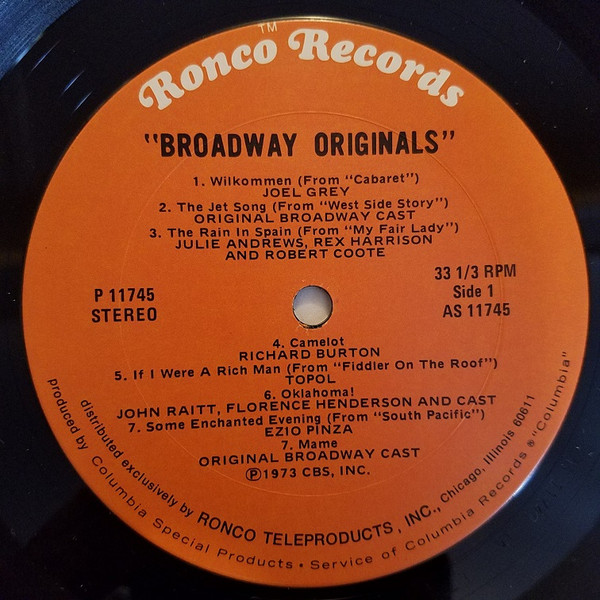 Ronco™ Records
"BROADWAY ORIGINALS"
1. Wilkommen (From "Cabaret")
JOEL GREY
2. The Jet Song (From "West Side Story")
ORIGINAL BROADWAY CAST
3. The Rain In Spain (From "My Fair Lady")
JULIE ANDREWS, REX HARRISON
AND ROBERT COOTE
P 11745
STEREO
33 1/3 RPM
Side 1
AS 11745
4. Camelot
RICHARD BURTON
5. If I Were A Rich Man (From "Fiddler On The Roof")
TOPOL
6. Oklahoma!
JOHN RAITT, FLORENCE HENDERSON AND CAST
7. Some Enchanted Evening (From "South Pacific")
EZIO PINZA
7. Mame
ORIGINAL BROADWAY CAST
Ⓟ1973 CBS, INC.
distributed exclusively by RONCO TELEPRODUCTS, INC., Chicago, Illinois 60611
produced by Columbia Special Products • Service of Columbia Records ® "Columbia"